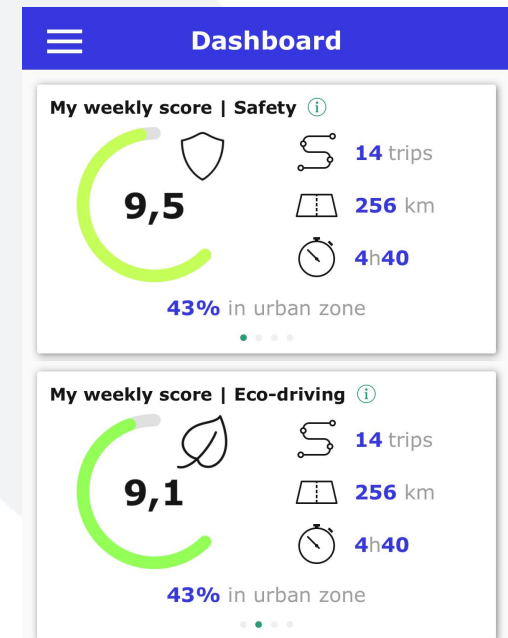 Dashboard
My weekly score | Safety i
14 trips
9,5
256 km
4h40
43% in urban zone
My weekly score | Eco-driving i
14 trips
9,1
256 km
4h40
43% in urban zone